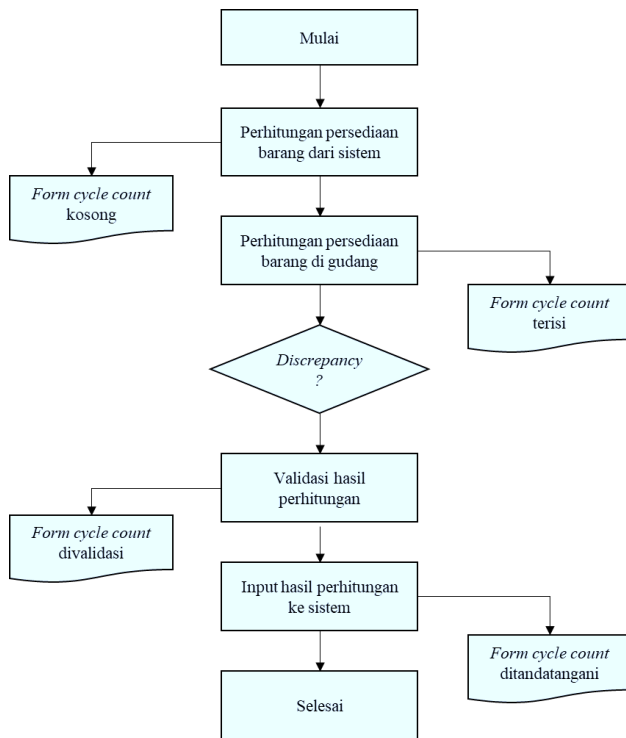 Mulai
Perhitungan persediaan
barang dari sistem
Form cycle count
kosong
Perhitungan persediaan
barang di gudang
Form cycle count
terisi
Discrepancy
?
Validasi hasil
perhitungan
Form cycle count
divalidasi
Input hasil perhitungan
ke sistem
Form cycle count
ditandatangani
Selesai